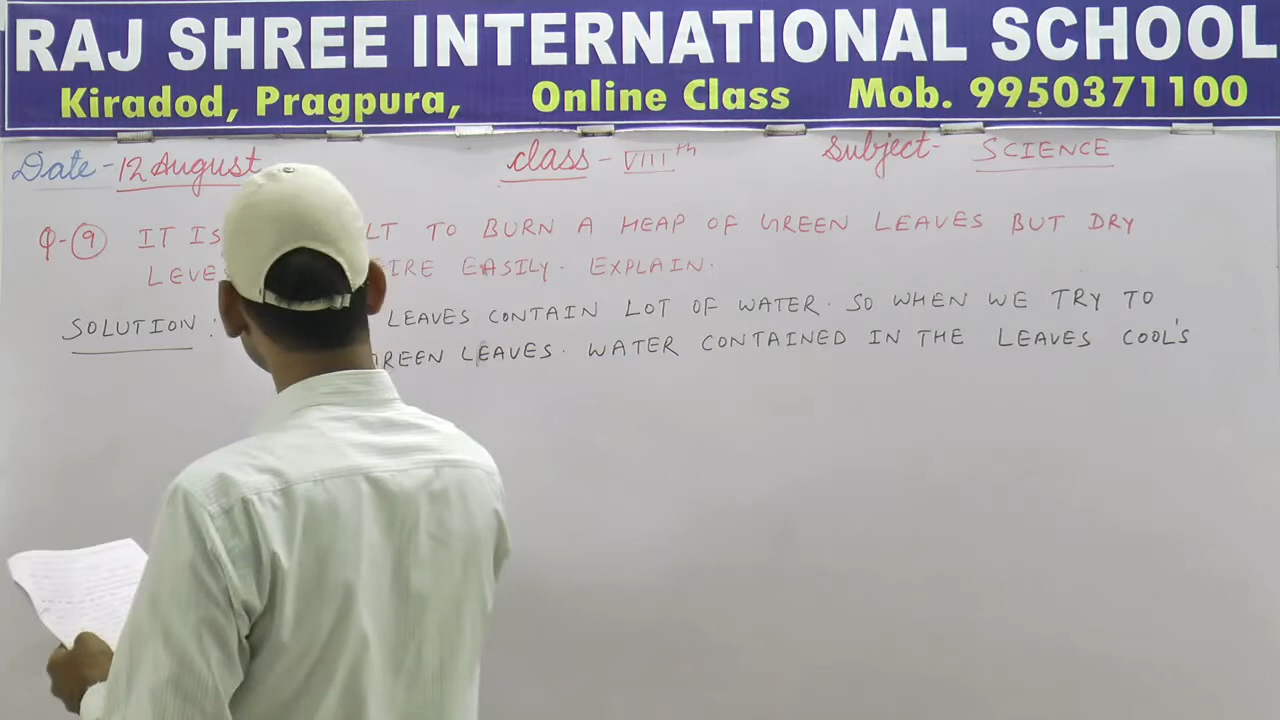 RAJ SHREE INTERNATIONAL SCHOOL
Kiradod, Pragpura, Online Class Mob. 9950371100
Date - 12 August Class - VIIIth Subject - SCIENCE
Q-9 IT IS LT TO BURN A HEAP OF GREEN LEAVES BUT DRY
LEVE IRE EASILY. EXPLAIN.
SOLUTION : LEAVES CONTAIN LOT OF WATER. SO WHEN WE TRY TO
REEN LEAVES. WATER CONTAINED IN THE LEAVES COOL'S